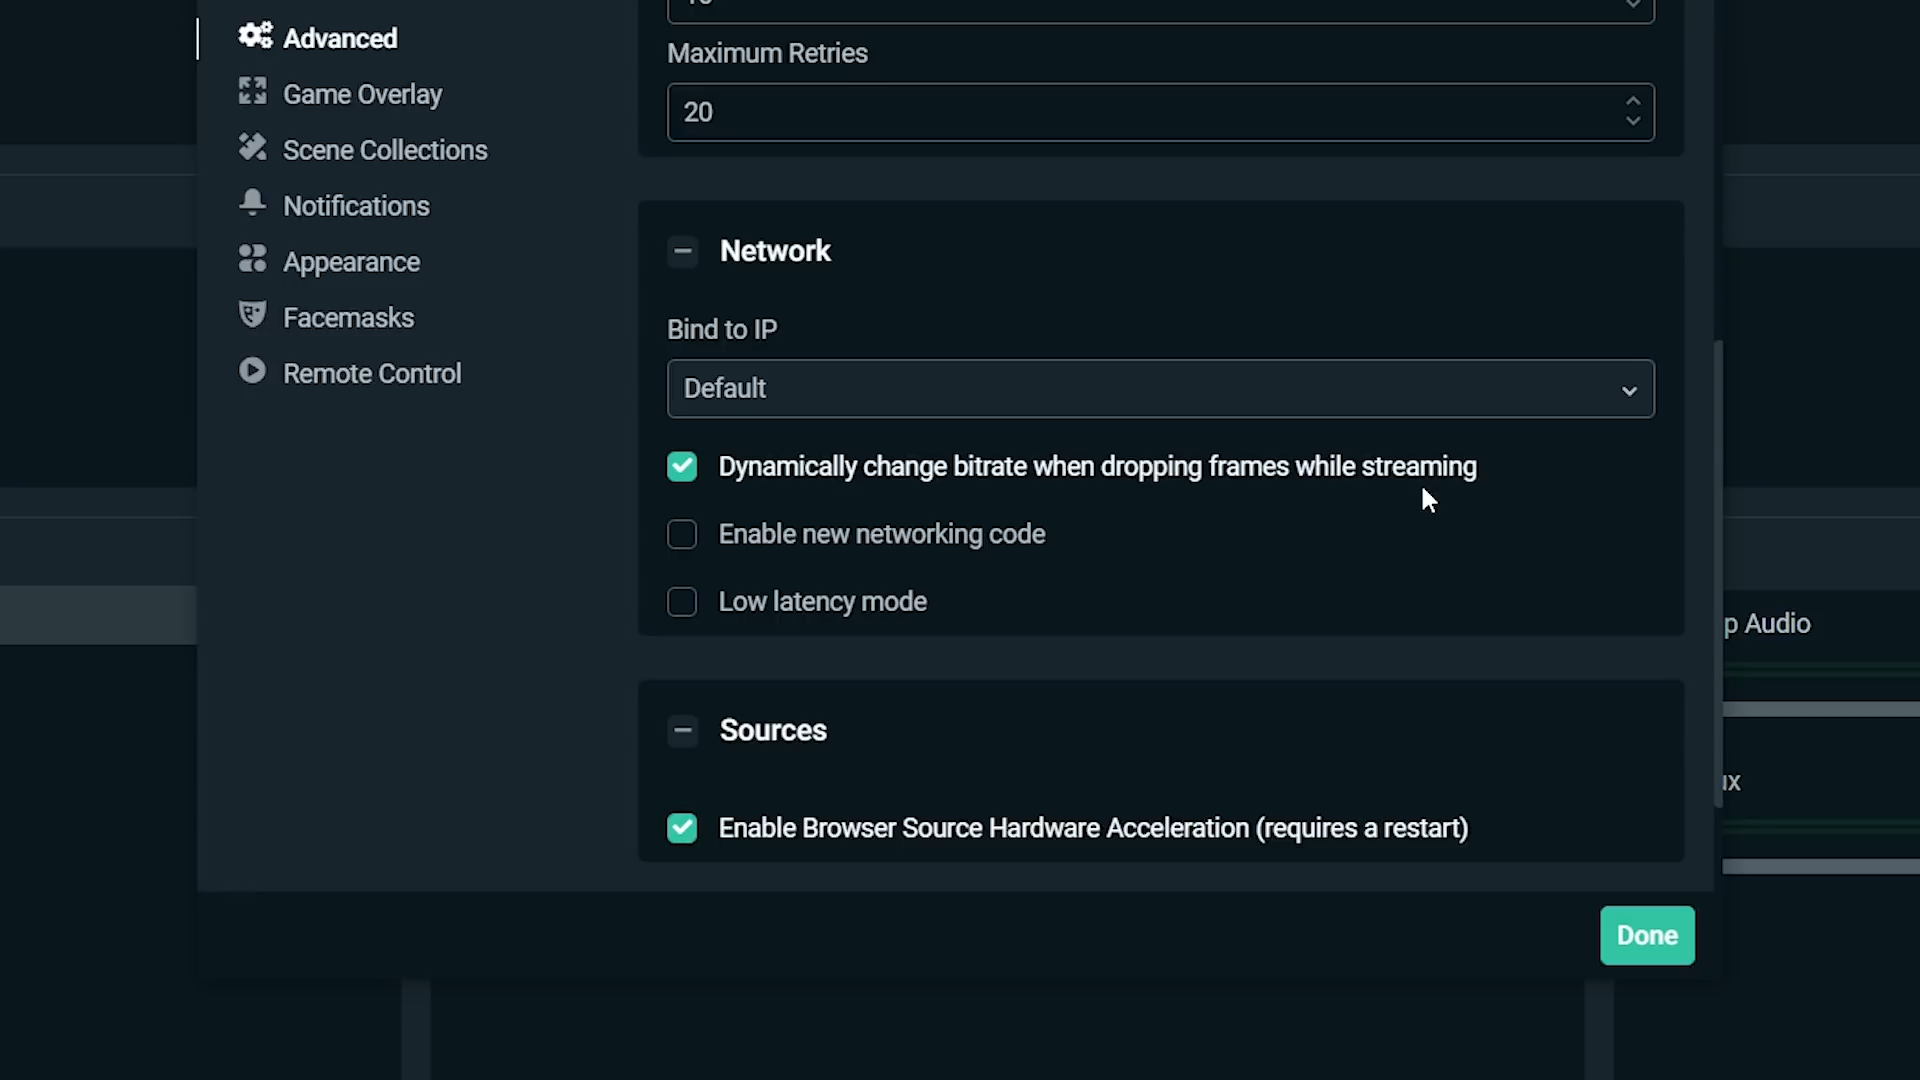 Advanced
Game Overlay
Scene Collections
Notifications
Appearance
Facemasks
Remote Control
Maximum Retries
20
Network
Bind to IP
Default
Dynamically change bitrate when dropping frames while streaming
Enable new networking code
Low latency mode
Sources
Enable Browser Source Hardware Acceleration (requires a restart)
Done
p Audio